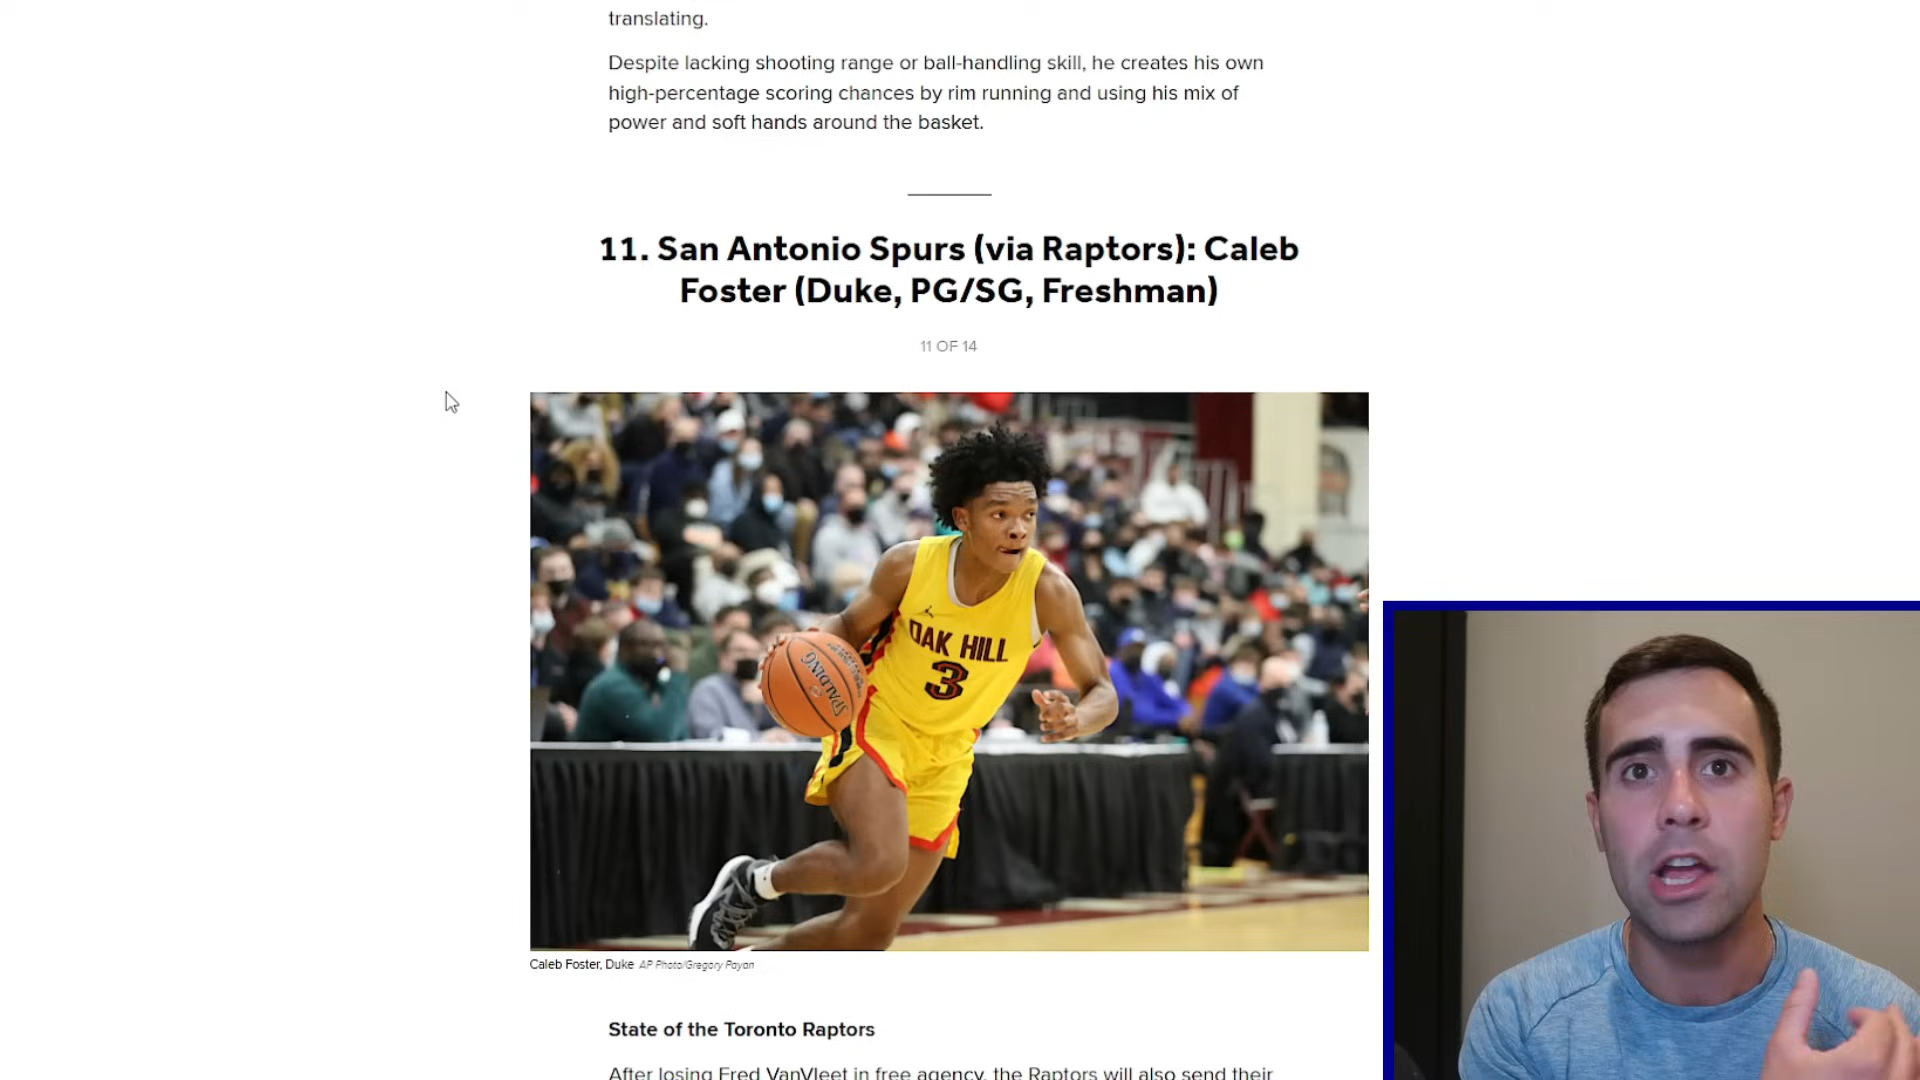 translating.
Despite lacking shooting range or ball-handling skill, he creates his own
high-percentage scoring chances by rim running and using his mix of
power and soft hands around the basket.
11. San Antonio Spurs (via Raptors): Caleb
Foster (Duke, PG/SG, Freshman)
11 OF 14
OAK HILL
3
SPALDING
Caleb Foster, Duke AP Photo/Gregory Payan
State of the Toronto Raptors
After losing Fred VanVleet in free agency, the Raptors will also send their